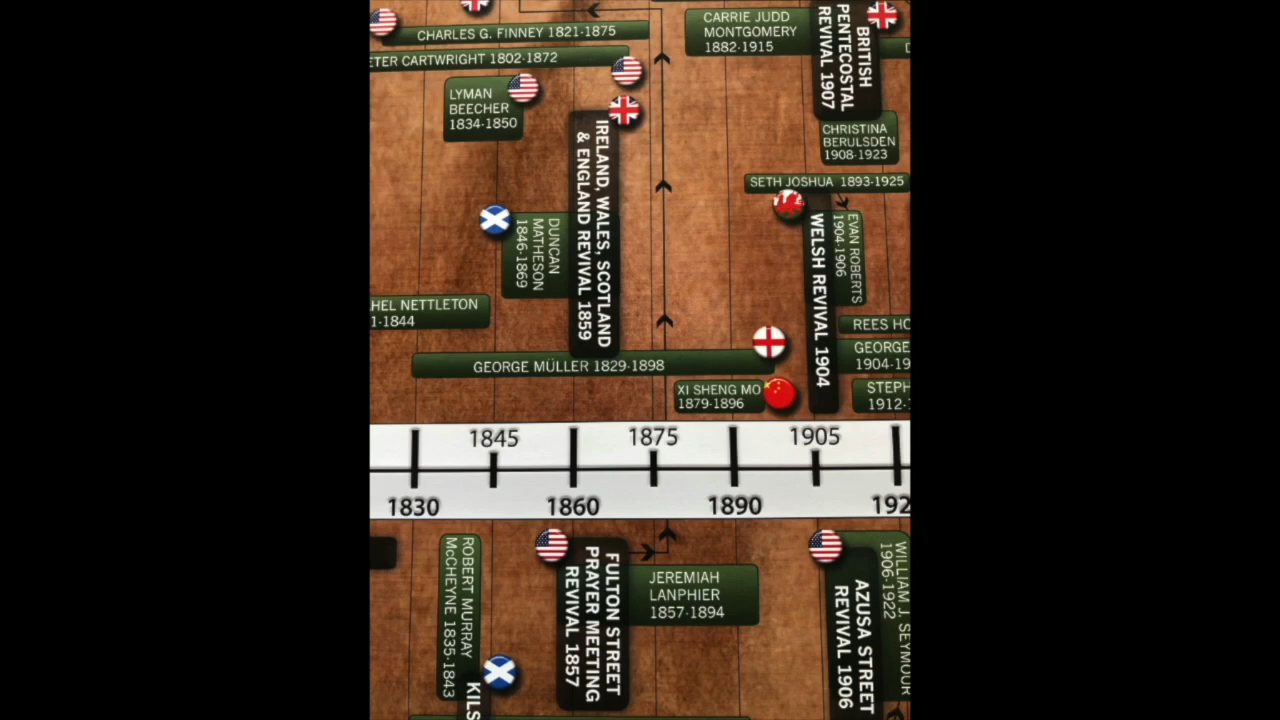 CHARLES G. FINNEY 1821-1875
ETER CARTWRIGHT 1802-1872
LYMAN
BEECHER
1834-1850
IRELAND, WALES, SCOTLAND
& ENGLAND REVIVAL 1859
DUNCAN
MATHESON
1846-1869
HEL NETTLETON
1-1844
GEORGE MÜLLER 1829-1898
CARRIE JUDD
MONTGOMERY
1882-1915
BRITISH
PENTECOSTAL
REVIVAL 1907
CHRISTINA
BERULSDEN
1908-1923
SETH JOSHUA 1893-1925
EVAN ROBERTS
1904-1906
WELSH REVIVAL 1904
REES HO
GEORGE
1904-19
STEPH
1912-
XI SHENG MO
1879-1896
1845 1875 1905
1830 1860 1890 192
ROBERT MURRAY
McCHEYNE 1835-1843
KILS
FULTON STREET
PRAYER MEETING
REVIVAL 1857
JEREMIAH
LANPHIER
1857-1894
WILLIAM J. SEYMOUR
1906-1922
AZUSA STREET
REVIVAL 1906